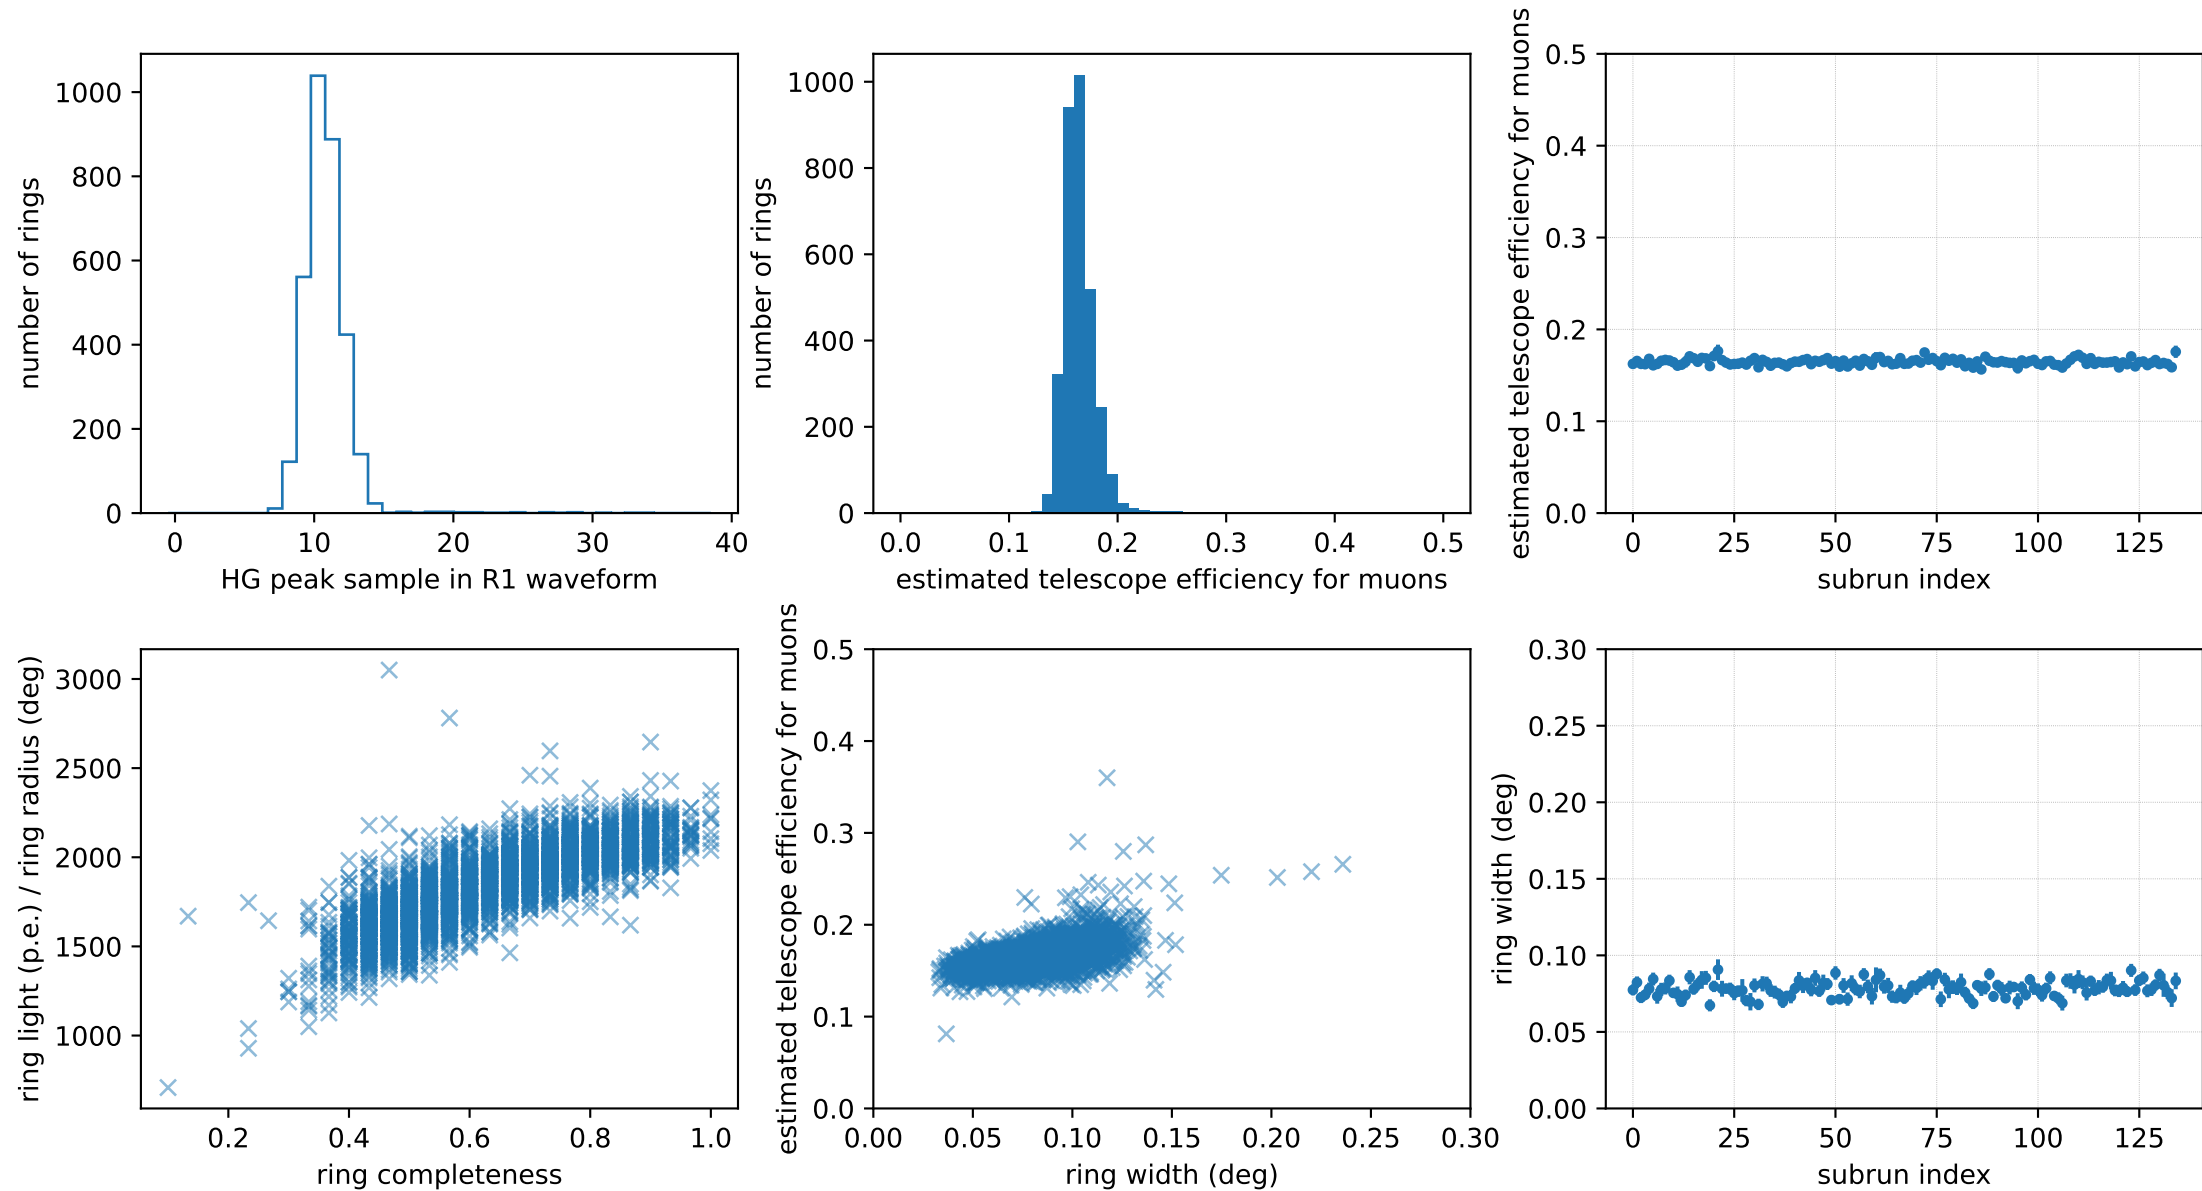 number of rings
1000
800
600
400
200
0
0 10 20 30 40
HG peak sample in R1 waveform
number of rings
1000
800
600
400
200
0
0.0 0.1 0.2 0.3 0.4 0.5
estimated telescope efficiency for muons
estimated telescope efficiency for muons
0.5
0.4
0.3
0.2
0.1
0.0
0 25 50 75 100 125
subrun index
ring light (p.e.) / ring radius (deg)
3000
2500
2000
1500
1000
0.2 0.4 0.6 0.8 1.0
ring completeness
estimated telescope efficiency for muons
0.5
0.4
0.3
0.2
0.1
0.0
0.00 0.05 0.10 0.15 0.20 0.25 0.30
ring width (deg)
ring width (deg)
0.30
0.25
0.20
0.15
0.10
0.05
0.00
0 25 50 75 100 125
subrun index